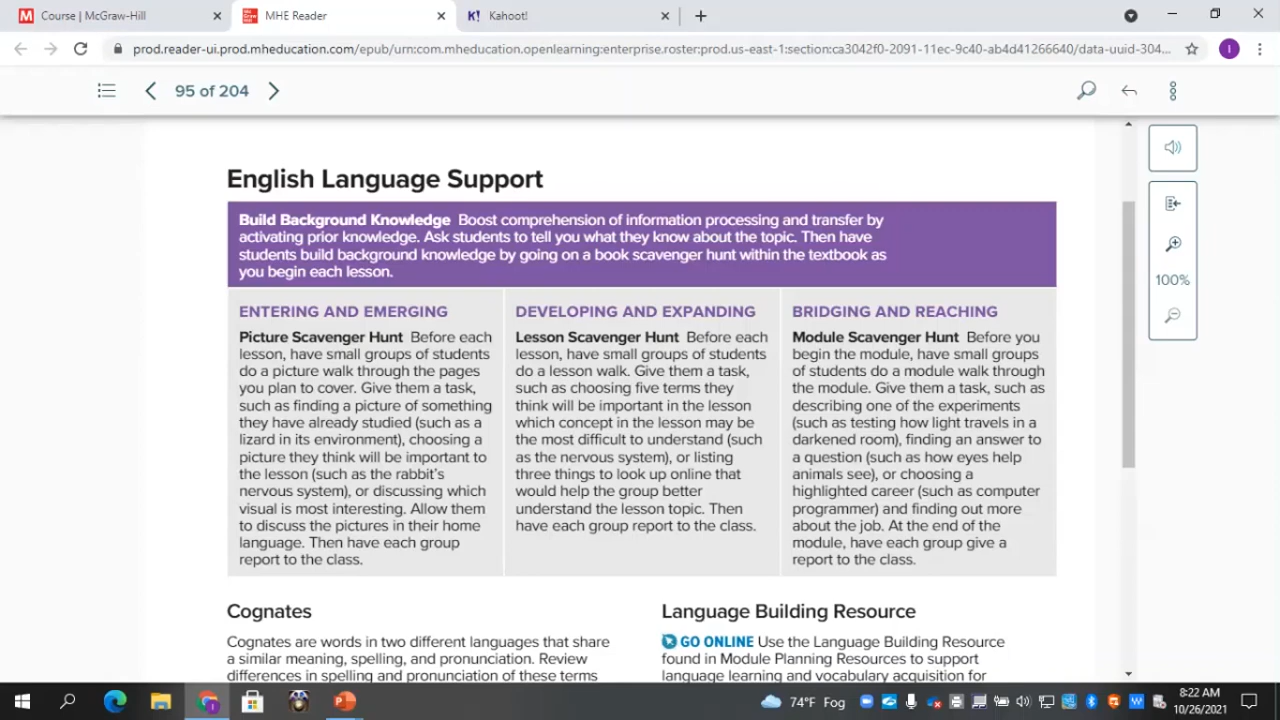 Course | McGraw-Hill
MHE Reader
Kahoot!
prod.reader-ui.prod.mheducation.com/epub/urn:com.mheducation.openlearning:enterprise.roster:prod.us-east-1:section:ca3042f0-2091-11ec-9c40-ab4d41266640/data-uuid-304...
95 of 204
English Language Support
Build Background Knowledge Boost comprehension of information processing and transfer by
activating prior knowledge. Ask students to tell you what they know about the topic. Then have
students build background knowledge by going on a book scavenger hunt within the textbook as
you begin each lesson.
ENTERING AND EMERGING
Picture Scavenger Hunt Before each
lesson, have small groups of students
do a picture walk through the pages
you plan to cover. Give them a task,
such as finding a picture of something
they have already studied (such as a
lizard in its environment), choosing a
picture they think will be important to
the lesson (such as the rabbit's
nervous system), or discussing which
visual is most interesting. Allow them
to discuss the pictures in their home
language. Then have each group
report to the class.
DEVELOPING AND EXPANDING
Lesson Scavenger Hunt Before each
lesson, have small groups of students
do a lesson walk. Give them a task,
such as choosing five terms they
think will be important in the lesson
which concept in the lesson may be
the most difficult to understand (such
as the nervous system), or listing
three things to look up online that
would help the group better
understand the lesson topic. Then
have each group report to the class.
BRIDGING AND REACHING
Module Scavenger Hunt Before you
begin the module, have small groups
of students do a module walk through
the module. Give them a task, such as
describing one of the experiments
(such as testing how light travels in a
darkened room), finding an answer to
a question (such as how eyes help
animals see), or choosing a
highlighted career (such as computer
programmer) and finding out more
about the job. At the end of the
module, have each group give a
report to the class.
Cognates
Cognates are words in two different languages that share
a similar meaning, spelling, and pronunciation. Review
differences in spelling and pronunciation of these terms
Language Building Resource
GO ONLINE Use the Language Building Resource
found in Module Planning Resources to support
language learning and vocabulary acquisition for
100%
74°F Fog
8:22 AM
10/26/2021